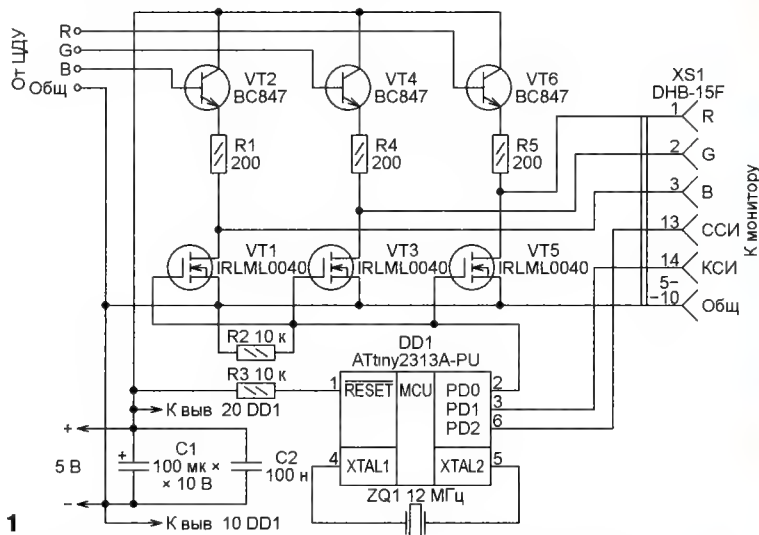 От ЦДУ
R
G
B
Общ
VT2
BC847
VT4
BC847
VT6
BC847
XS1
DHB-15F
R1
200
R4
200
R5
200
1 R
2 G
3 B
13 ССИ
14 КСИ
5–
–10 Общ
К монитору
VT1
IRLML0040
VT3
IRLML0040
VT5
IRLML0040
R2 10 к
R3 10 к
DD1
ATtiny2313A-PU
1 RESET MCU PD0 2
PD1 3
PD2 6
4 XTAL1 XTAL2 5
ZQ1 12 МГц
К выв 20 DD1
+
5 В
–
+ C1
100 мк ×
× 10 В
C2
100 н
К выв 10 DD1
1